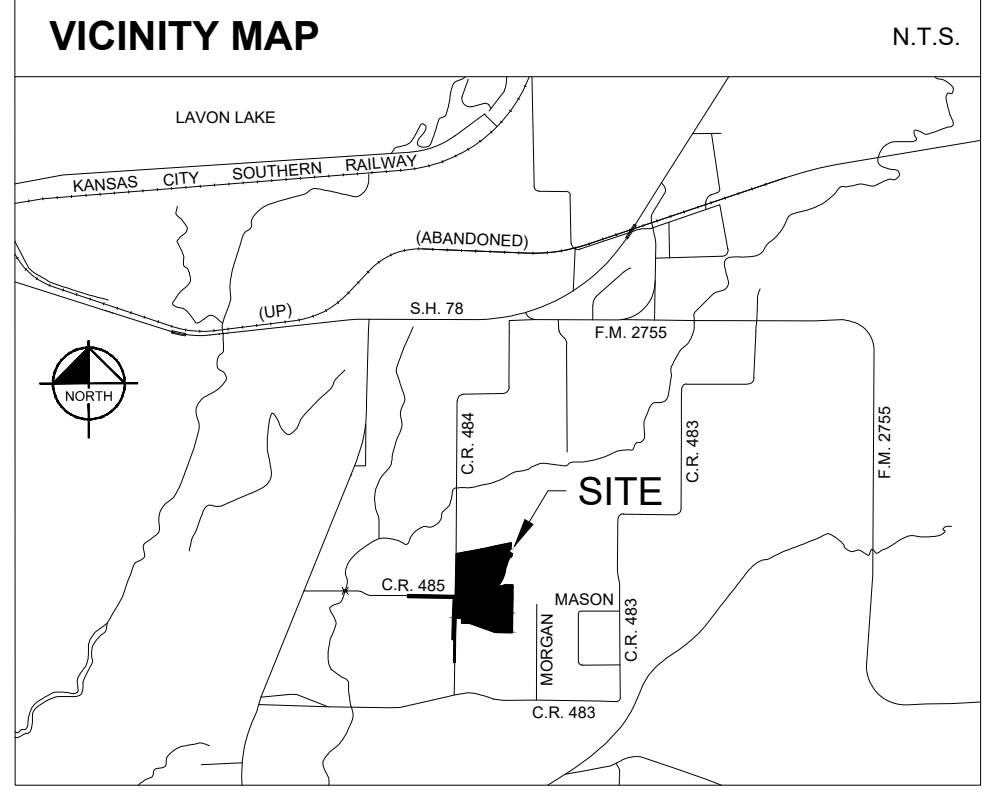 VICINITY MAP
N.T.S.
LAVON LAKE
KANSAS CITY SOUTHERN RAILWAY
(ABANDONED)
(UP)
S.H. 78
F.M. 2755
NORTH
C.R. 484
C.R. 483
F.M. 2755
SITE
C.R. 485
MASON
MORGAN
C.R. 483
C.R. 483